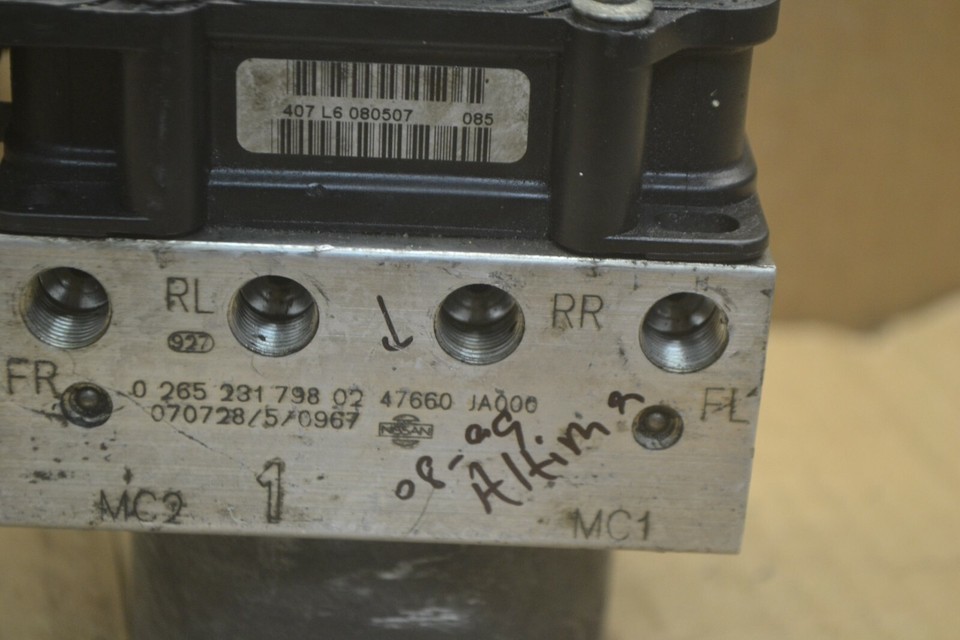 407 L6 080507 085
RL
RR
927
FR
FL
0 265 231 798 02 47660 JA000
070728/5/0967
NISSAN
08-09
Altima
MC2
1
MC1